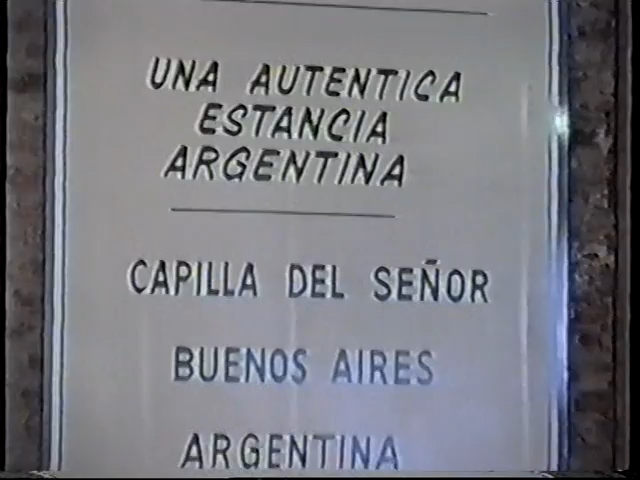 UNA AUTENTICA
ESTANCIA
ARGENTINA
CAPILLA DEL SEÑOR
BUENOS AIRES
ARGENTINA